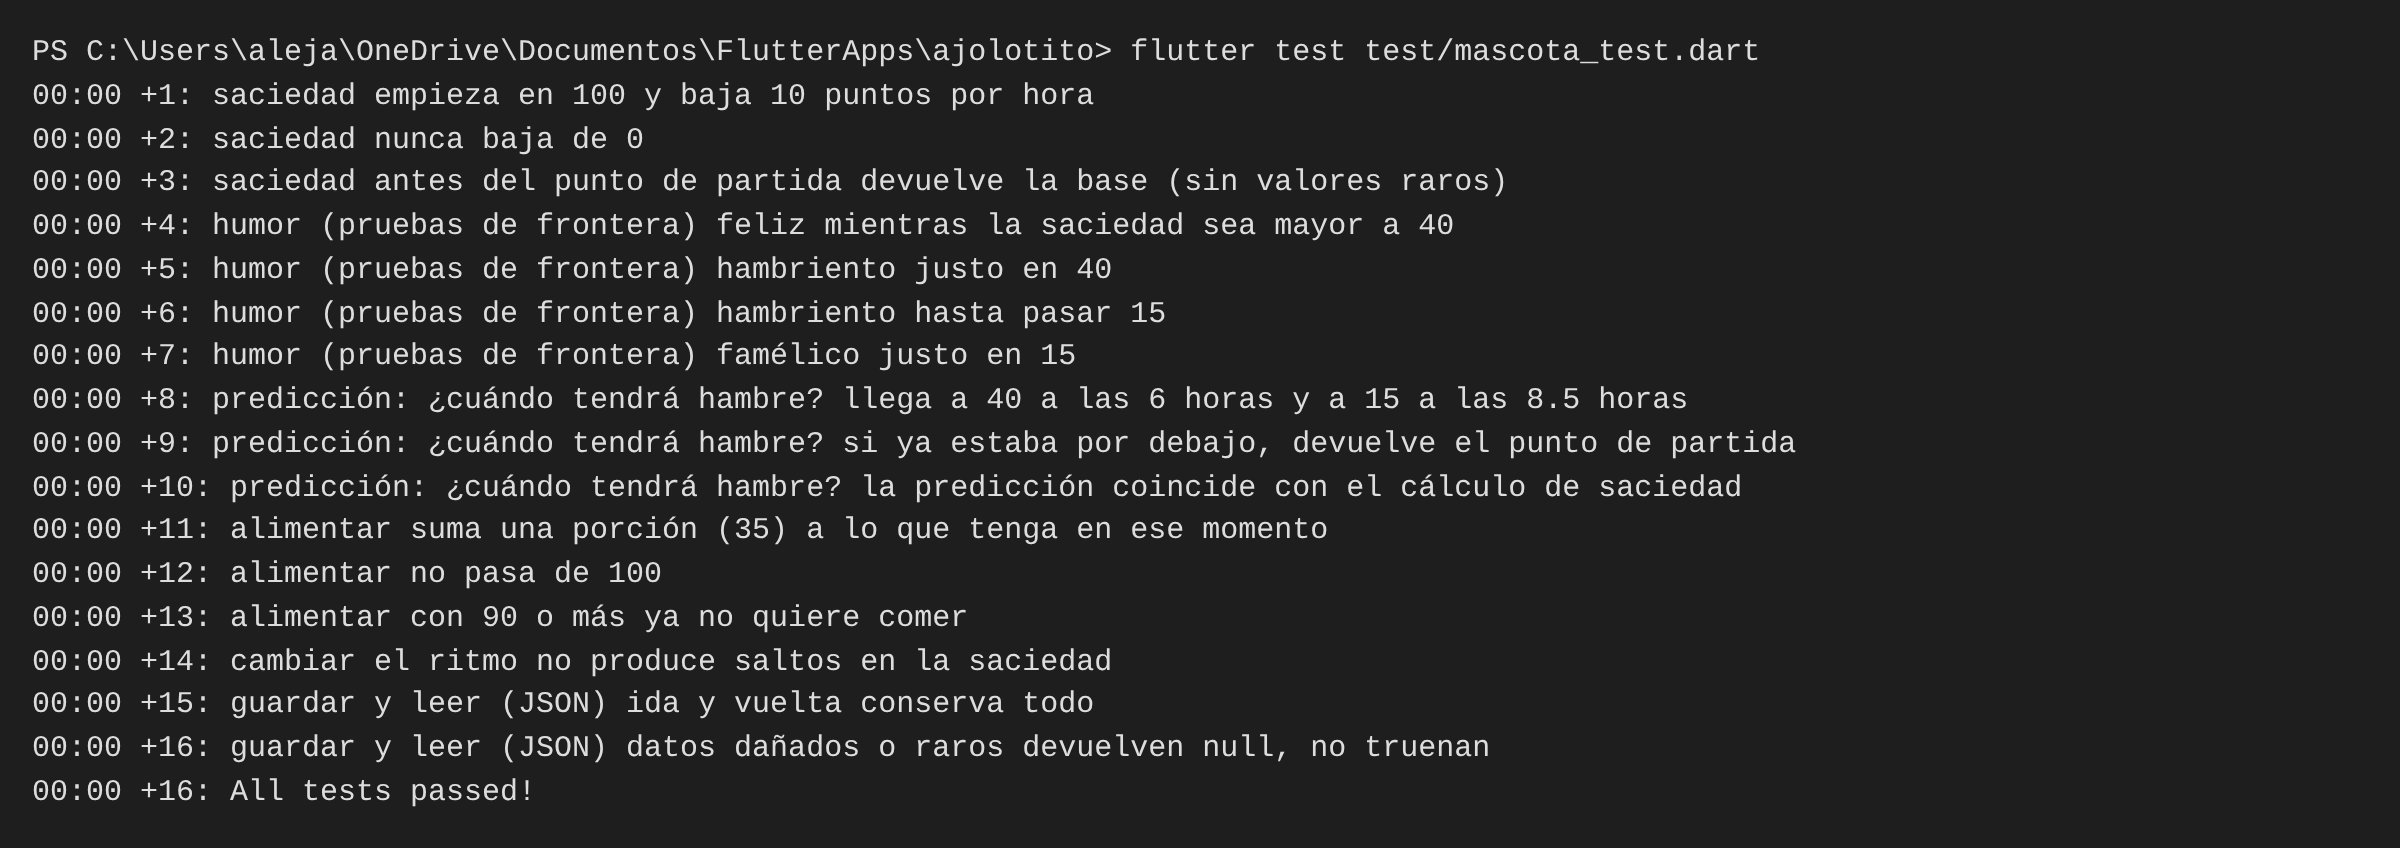 PS C:\Users\aleja\OneDrive\Documentos\FlutterApps\ajolotito> flutter test test/mascota_test.dart
00:00 +1: saciedad empieza en 100 y baja 10 puntos por hora
00:00 +2: saciedad nunca baja de 0
00:00 +3: saciedad antes del punto de partida devuelve la base (sin valores raros)
00:00 +4: humor (pruebas de frontera) feliz mientras la saciedad sea mayor a 40
00:00 +5: humor (pruebas de frontera) hambriento justo en 40
00:00 +6: humor (pruebas de frontera) hambriento hasta pasar 15
00:00 +7: humor (pruebas de frontera) famélico justo en 15
00:00 +8: predicción: ¿cuándo tendrá hambre? llega a 40 a las 6 horas y a 15 a las 8.5 horas
00:00 +9: predicción: ¿cuándo tendrá hambre? si ya estaba por debajo, devuelve el punto de partida
00:00 +10: predicción: ¿cuándo tendrá hambre? la predicción coincide con el cálculo de saciedad
00:00 +11: alimentar suma una porción (35) a lo que tenga en ese momento
00:00 +12: alimentar no pasa de 100
00:00 +13: alimentar con 90 o más ya no quiere comer
00:00 +14: cambiar el ritmo no produce saltos en la saciedad
00:00 +15: guardar y leer (JSON) ida y vuelta conserva todo
00:00 +16: guardar y leer (JSON) datos dañados o raros devuelven null, no truenan
00:00 +16: All tests passed!